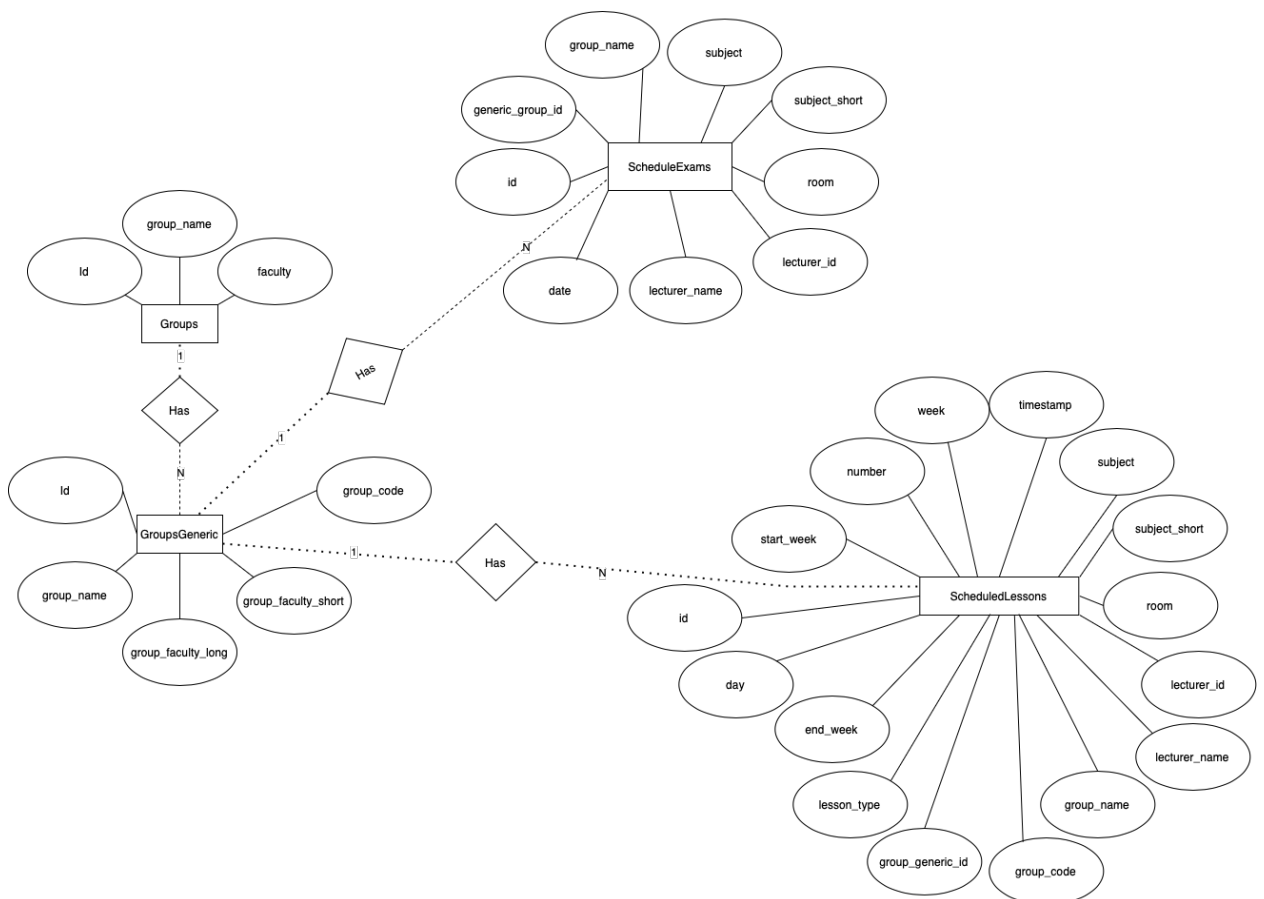 group_name
subject
generic_group_id
subject_short
ScheduleExams
id
room
group_name
N
lecturer_id
Id
faculty
date
lecturer_name
Groups
1
Has
week
timestamp
Has
1
number
subject
N
Id
group_code
start_week
subject_short
GroupsGeneric
1
Has
N
ScheduledLessons
group_name
group_faculty_short
id
room
group_faculty_long
day
lecturer_id
end_week
lecturer_name
lesson_type
group_name
group_generic_id
group_code